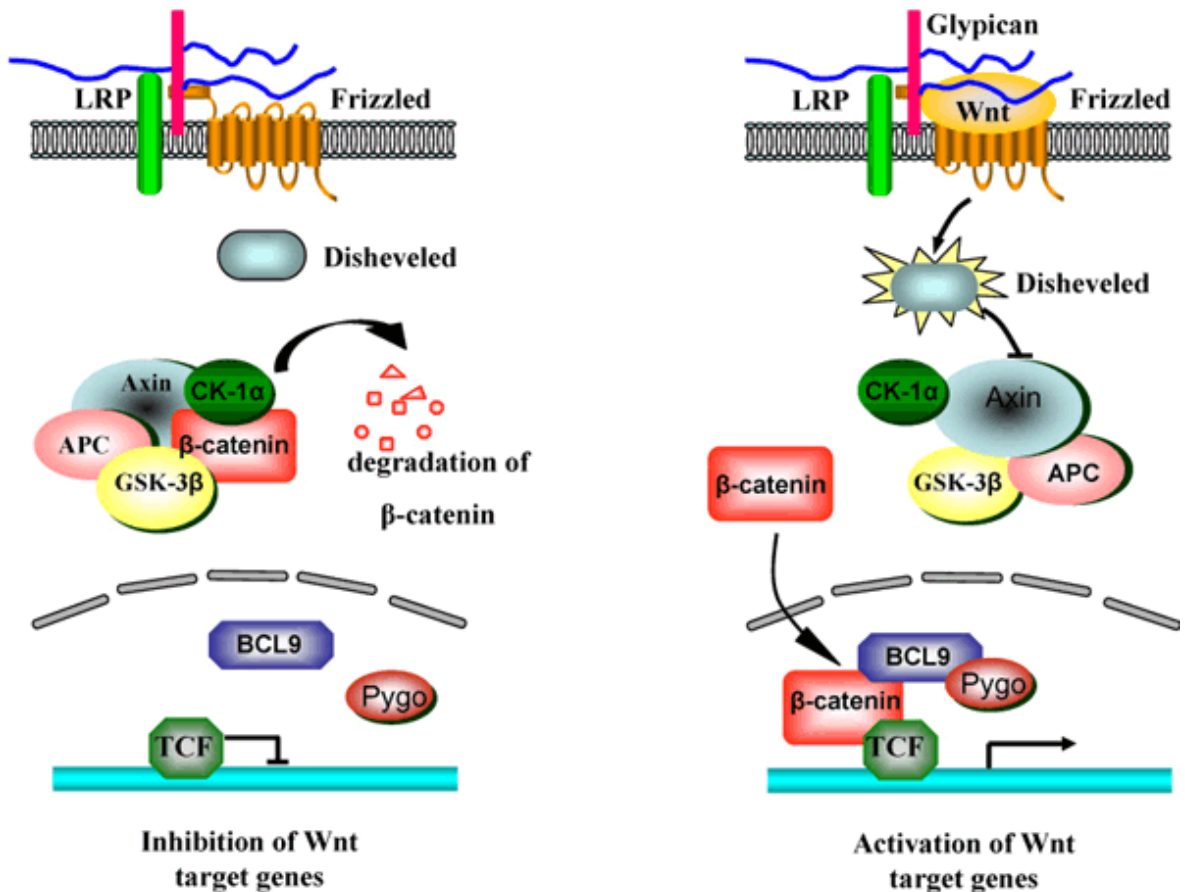 LRP
Frizzled
Disheveled
Axin
CK-1α
APC
β-catenin
GSK-3β
degradation of
β-catenin
BCL9
Pygo
TCF
Inhibition of Wnt
target genes
Glypican
LRP
Wnt
Frizzled
Disheveled
CK-1α
Axin
β-catenin
GSK-3β
APC
BCL9
Pygo
β-catenin
TCF
Activation of Wnt
target genes